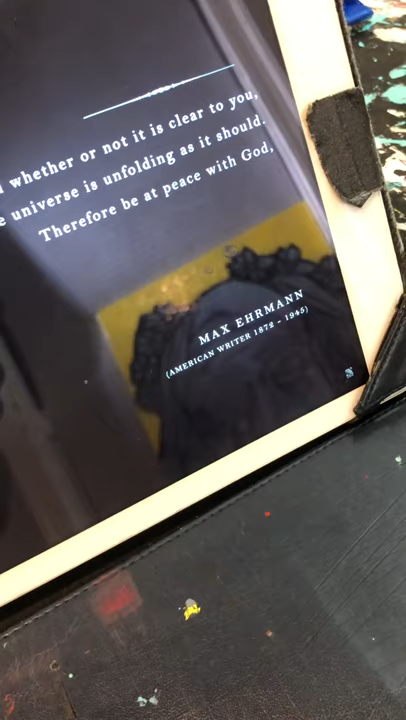 whether or not it is clear to you,
universe is unfolding as it should.
Therefore be at peace with God,
MAX EHRMANN
(AMERICAN WRITER 1872 - 1945)